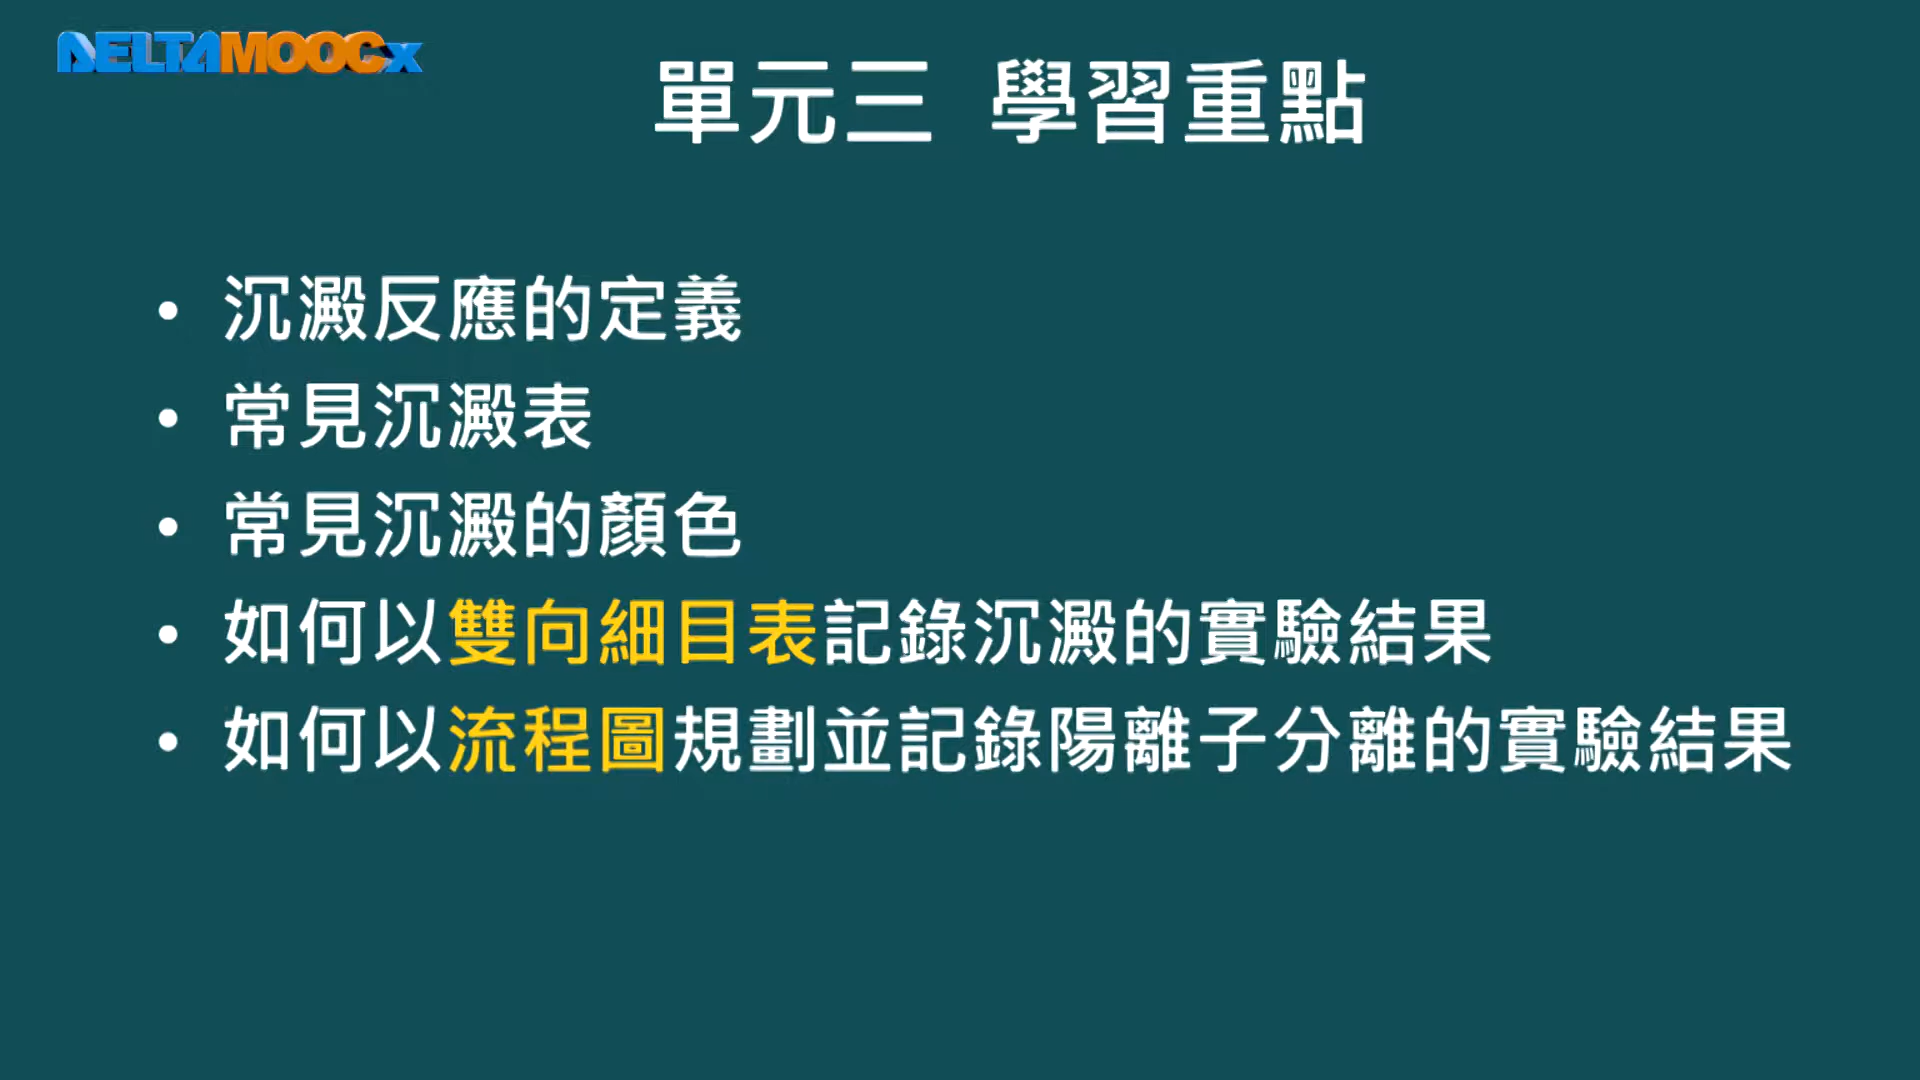 DELTAMOOCx
單元三 學習重點
• 沉澱反應的定義
• 常見沉澱表
• 常見沉澱的顏色
• 如何以雙向細目表記錄沉澱的實驗結果
• 如何以流程圖規劃並記錄陽離子分離的實驗結果